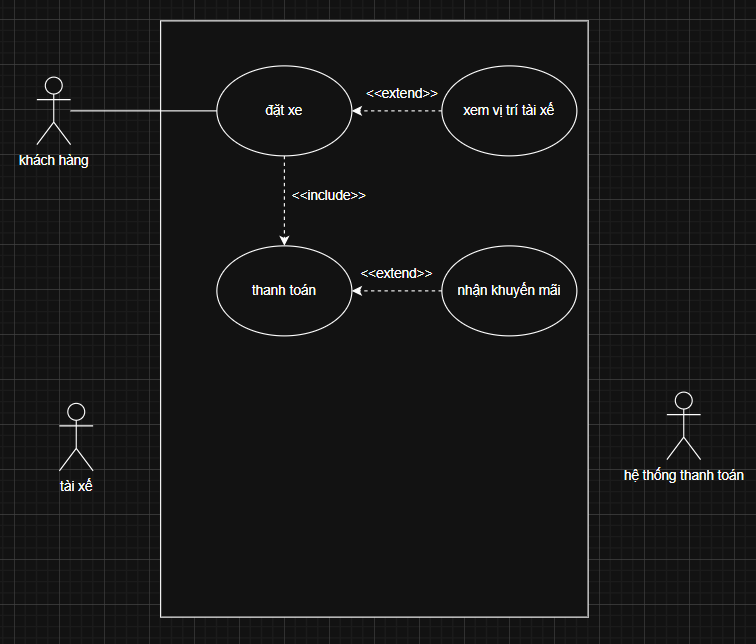 <<extend>>
đặt xe
xem vị trí tài xế
khách hàng
<<include>>
<<extend>>
thanh toán
nhận khuyến mãi
tài xế
hệ thống thanh toán